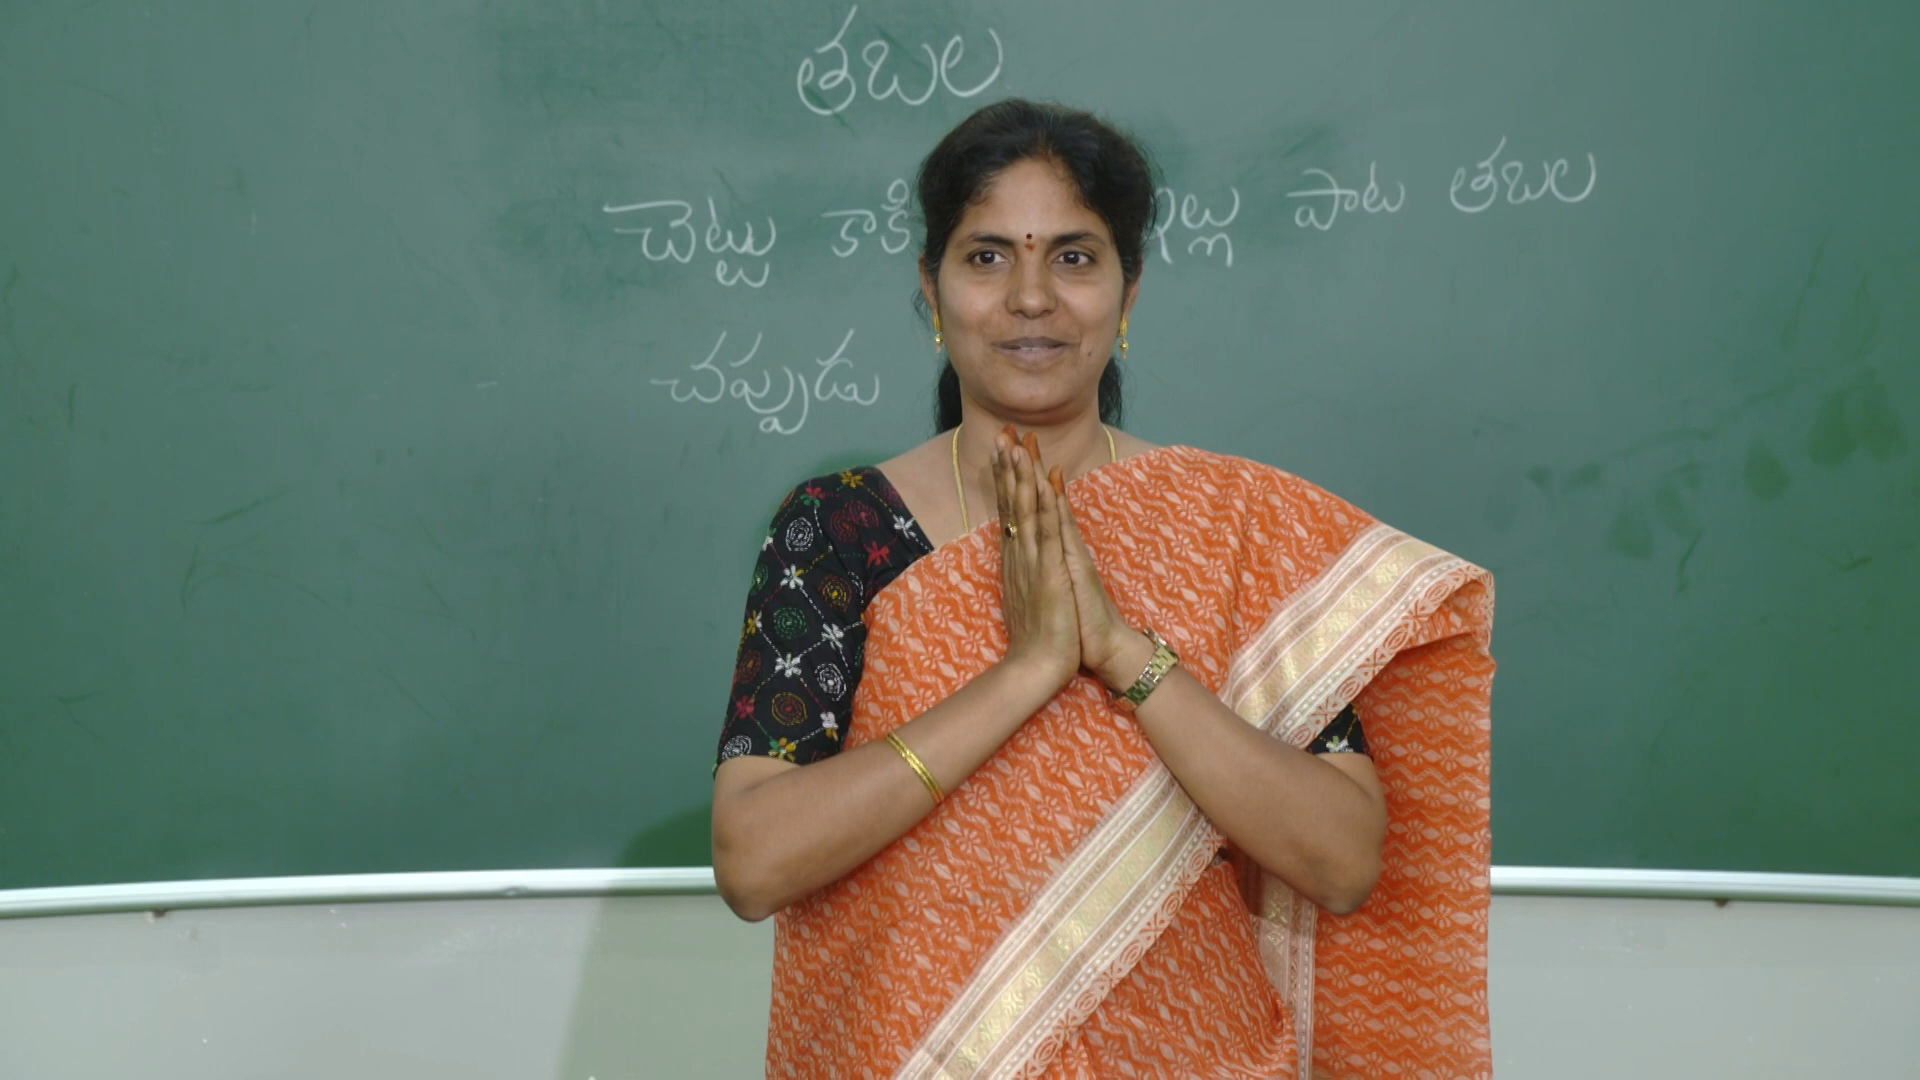 తబల
చెట్టు కాకి పాట తబల
చప్పుడు